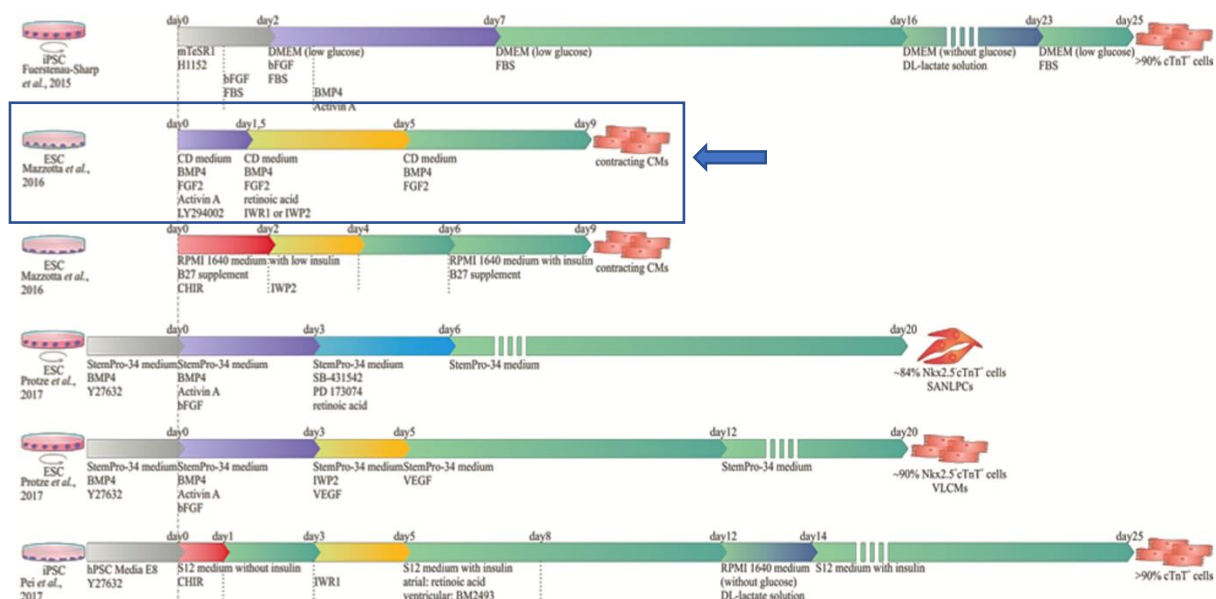 day0 day2 day7 day16 day23 day25
iPSC
Fuerstenau-Sharp
et al., 2015
mTeSR1
H1152
bFGF
FBS
DMEM (low glucose)
bFGF
FBS
BMP4
Activin A
DMEM (low glucose)
FBS
DMEM (without glucose)
DL-lactate solution
DMEM (low glucose)
FBS
>90% cTnT+ cells
day0 day1,5 day5 day9
ESC
Mazzotta et al.,
2016
CD medium
BMP4
FGF2
Activin A
LY294002
CD medium
BMP4
FGF2
retinoic acid
IWR1 or IWP2
CD medium
BMP4
FGF2
contracting CMs
day0 day2 day4 day6 day9
ESC
Mazzotta et al.,
2016
RPMI 1640 medium with low insulin
B27 supplement
CHIR
IWP2
RPMI 1640 medium with insulin
B27 supplement
contracting CMs
day0 day3 day6 day20
ESC
Protze et al.,
2017
StemPro-34 medium
BMP4
Y27632
StemPro-34 medium
BMP4
Activin A
bFGF
StemPro-34 medium
SB-431542
PD 173074
retinoic acid
StemPro-34 medium
~84% Nkx2.5-cTnT+ cells
SANLPCs
day0 day3 day5 day12 day20
ESC
Protze et al.,
2017
StemPro-34 medium
BMP4
Y27632
StemPro-34 medium
BMP4
Activin A
bFGF
StemPro-34 medium
IWP2
VEGF
StemPro-34 medium
VEGF
StemPro-34 medium
~90% Nkx2.5+cTnT+ cells
VLCMs
day0 day1 day3 day5 day8 day12 day14 day25
iPSC
Pei et al.,
2017
hPSC Media E8
Y27632
S12 medium without insulin
CHIR
IWR1
S12 medium with insulin
atrial: retinoic acid
ventricular: BM2493
RPMI 1640 medium
(without glucose)
DL-lactate solution
S12 medium with insulin
>90% cTnT+ cells